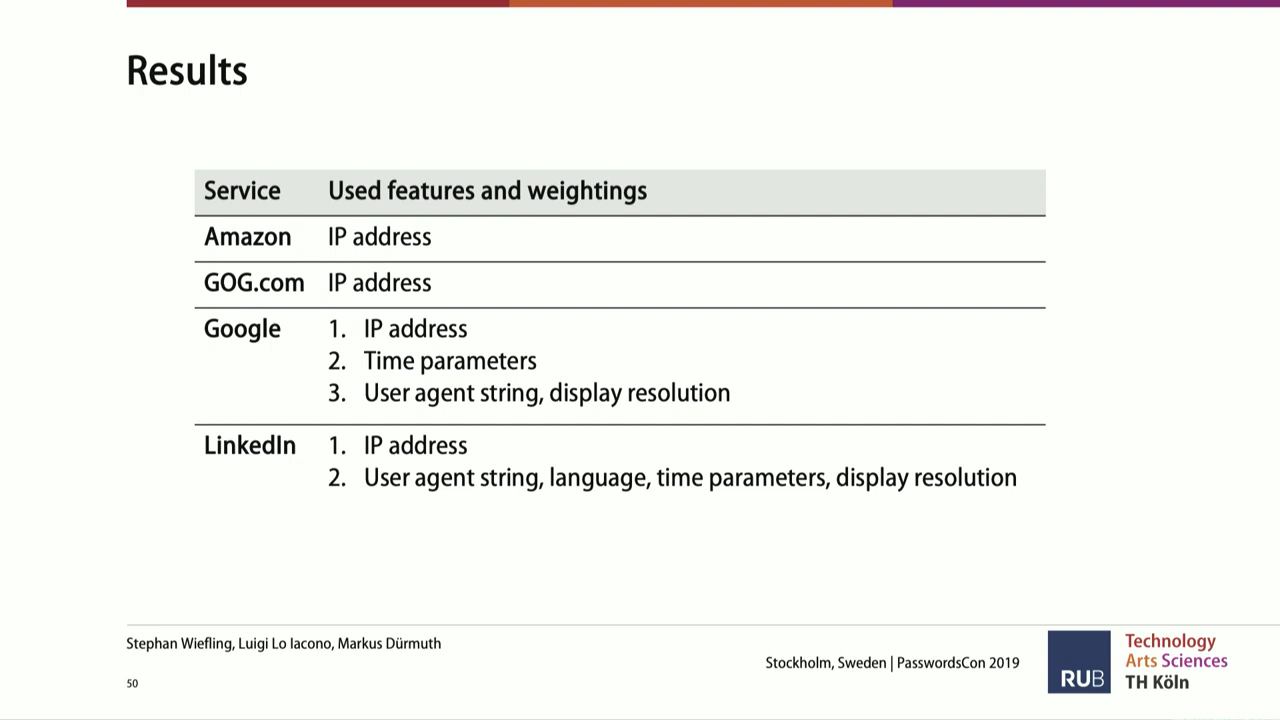 Results
Service Used features and weightings
Amazon IP address
GOG.com IP address
Google 1. IP address
2. Time parameters
3. User agent string, display resolution
LinkedIn 1. IP address
2. User agent string, language, time parameters, display resolution
Stephan Wiefling, Luigi Lo Iacono, Markus Dürmuth
Stockholm, Sweden | PasswordsCon 2019
50
RUB
Technology
Arts Sciences
TH Köln